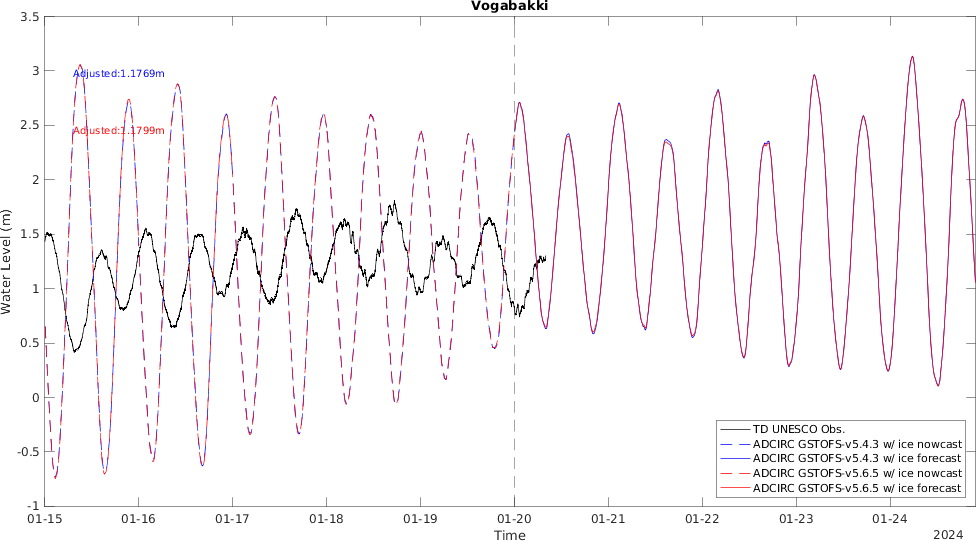 Vogabakki
3.5
3
2.5
2
1.5
1
0.5
0
-0.5
-1
Water Level (m)
Adjusted:1.1769m
Adjusted:1.1799m
TD UNESCO Obs.
ADCIRC GSTOFS-v5.4.3 w/ ice nowcast
ADCIRC GSTOFS-v5.4.3 w/ ice forecast
ADCIRC GSTOFS-v5.6.5 w/ ice nowcast
ADCIRC GSTOFS-v5.6.5 w/ ice forecast
01-15 01-16 01-17 01-18 01-19 01-20 01-21 01-22 01-23 01-24
Time
2024